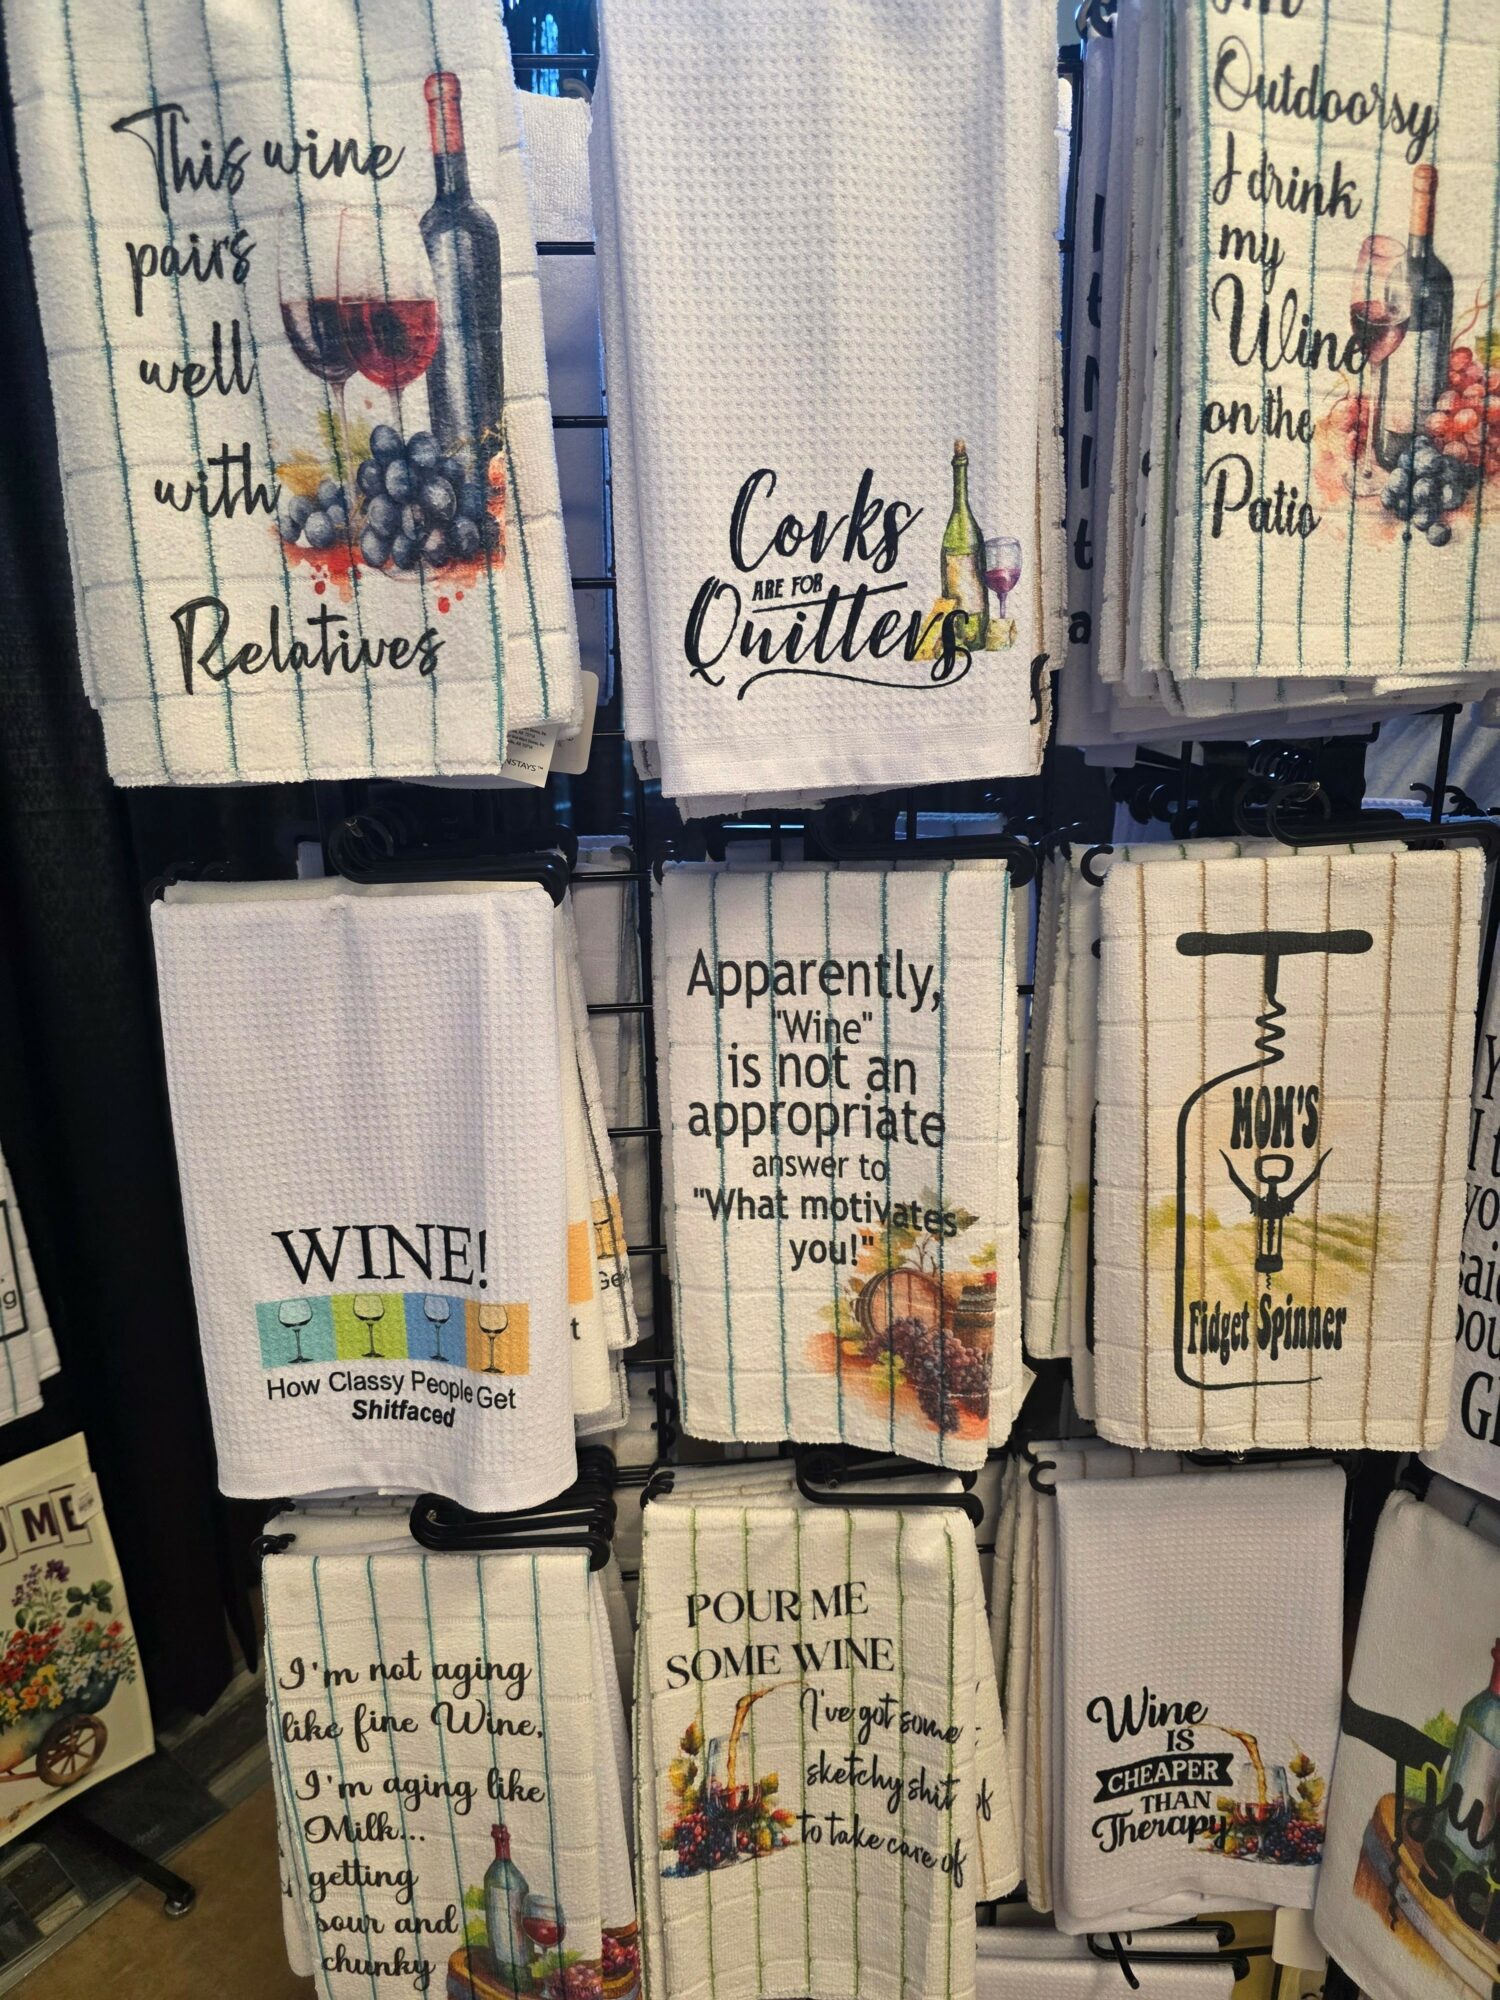 This wine
pairs
well
with
Relatives
NSTAYS™
Corks
ARE FOR
Quitters
Outdoorsy
I drink
my
Wine
on the
Patio
WINE!
How Classy People Get
Shitfaced
Apparently,
"Wine"
is not an
appropriate
answer to
"What motivates
you!"
MOM'S
Fidget Spinner
ME
I'm not aging
like fine Wine,
I'm aging like
Milk...
getting
sour and
chunky
POUR ME
SOME WINE
I've got some
sketchy shit
to take care of
of
Wine
IS
CHEAPER
THAN
Therapy